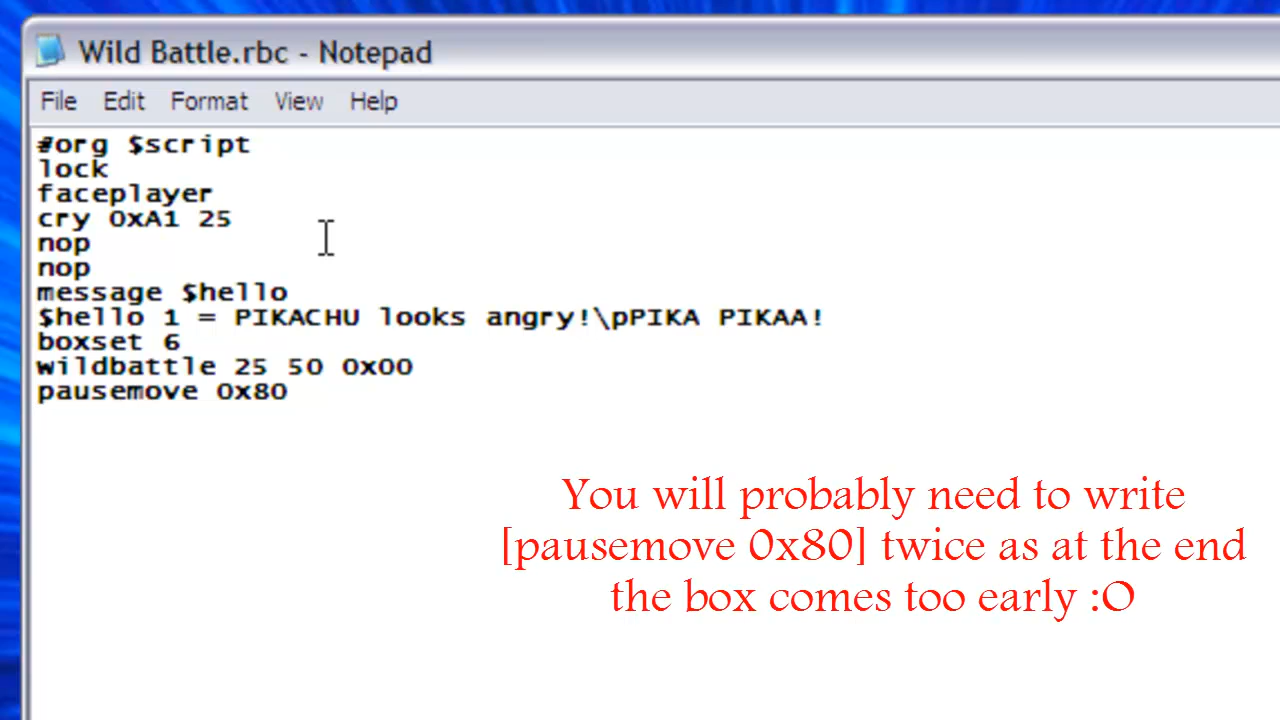 Wild Battle.rbc - Notepad
File Edit Format View Help
#org $script
lock
faceplayer
cry 0xA1 25
nop
nop
message $hello
$hello 1 = PIKACHU looks angry!\pPIKA PIKAA!
boxset 6
wildbattle 25 50 0x00
pausemove 0x80
You will probably need to write
[pausemove 0x80] twice as at the end
the box comes too early :O